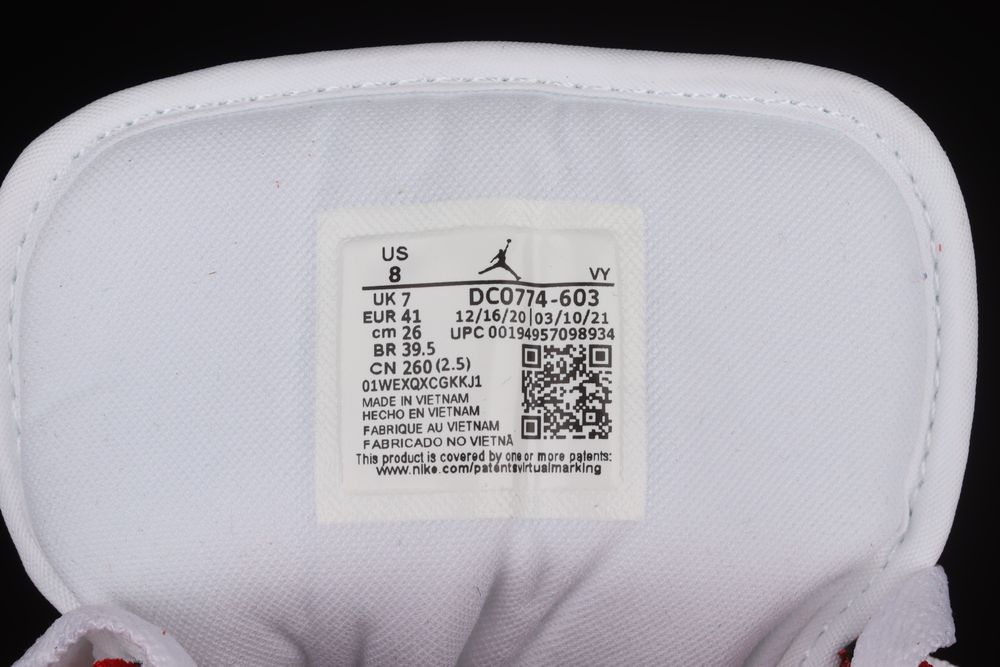 US
8
VY
UK 7
DC0774-603
EUR 41
12/16/20|03/10/21
cm 26
UPC 00194957098934
BR 39.5
CN 260 (2.5)
01WEXQXCGKKJ1
MADE IN VIETNAM
HECHO EN VIETNAM
FABRIQUE AU VIETNAM
FABRICADO NO VIETNÃ
This product is covered by one or more patents:
www.nike.com/patentsvirtualmarking